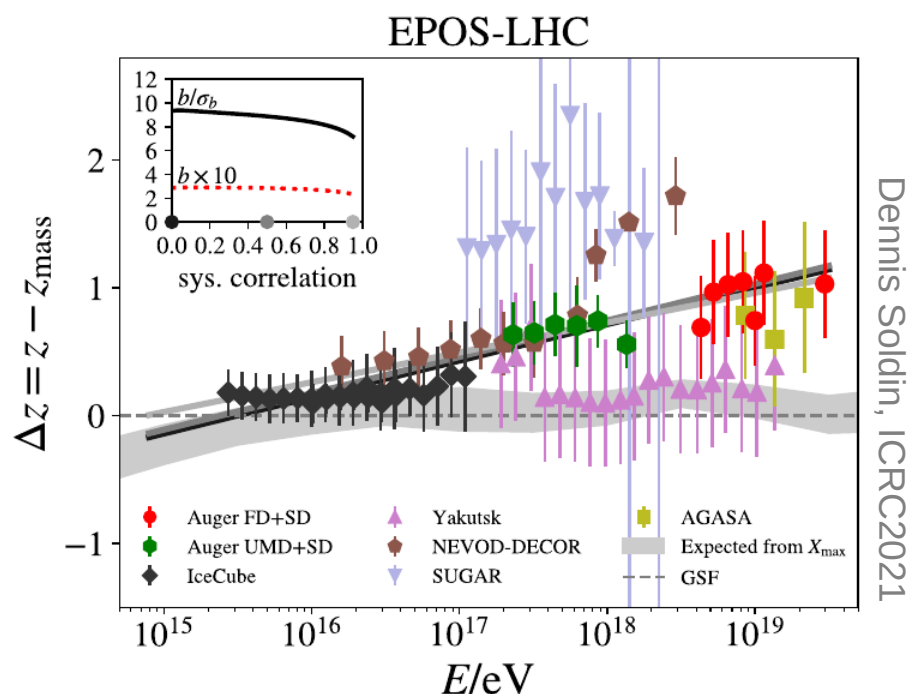 EPOS-LHC
12
10
8
6
4
2
0
b/σ_b
b × 10
0.0 0.2 0.4 0.6 0.8 1.0
sys. correlation
2
1
0
−1
Δz = z − z_mass
Auger FD+SD
Auger UMD+SD
IceCube
Yakutsk
NEVOD-DECOR
SUGAR
AGASA
Expected from X_max
GSF
10^15 10^16 10^17 10^18 10^19
E/eV
Dennis Soldin, ICRC2021